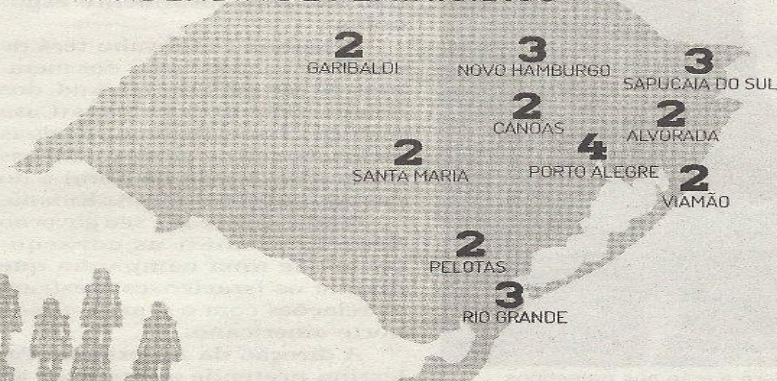 2
GARIBALDI
3
NOVO HAMBURGO
3
SAPUCAIA DO SUL
2
CANOAS
2
ALVORADA
2
SANTA MARIA
4
PORTO ALEGRE
2
VIAMÃO
2
PELOTAS
3
RIO GRANDE